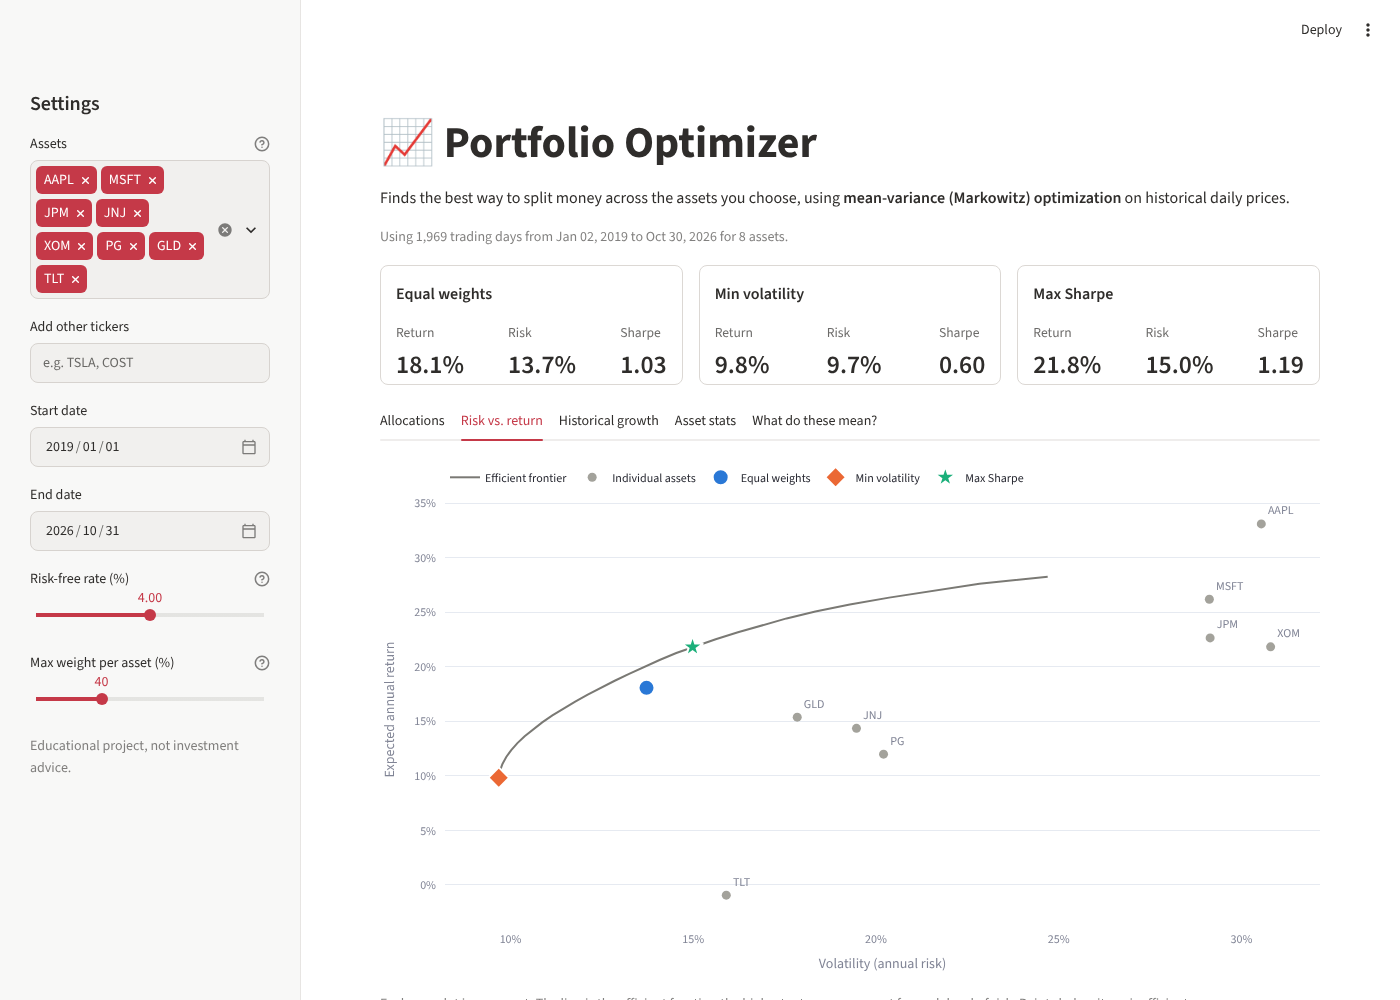 Deploy
Settings
Assets
AAPL
MSFT
JPM
JNJ
XOM
PG
GLD
TLT
Add other tickers
e.g. TSLA, COST
Start date
2019 / 01 / 01
End date
2026 / 10 / 31
Risk-free rate (%)
4.00
Max weight per asset (%)
40
Educational project, not investment
advice.
Portfolio Optimizer
Finds the best way to split money across the assets you choose, using mean-variance (Markowitz) optimization on historical daily prices.
Using 1,969 trading days from Jan 02, 2019 to Oct 30, 2026 for 8 assets.
Equal weights
Return Risk Sharpe
18.1% 13.7% 1.03
Min volatility
Return Risk Sharpe
9.8% 9.7% 0.60
Max Sharpe
Return Risk Sharpe
21.8% 15.0% 1.19
Allocations Risk vs. return Historical growth Asset stats What do these mean?
Efficient frontier Individual assets Equal weights Min volatility Max Sharpe
35%
30%
25%
20%
15%
10%
5%
0%
Expected annual return
AAPL
MSFT
JPM
XOM
GLD
JNJ
PG
TLT
10% 15% 20% 25% 30%
Volatility (annual risk)